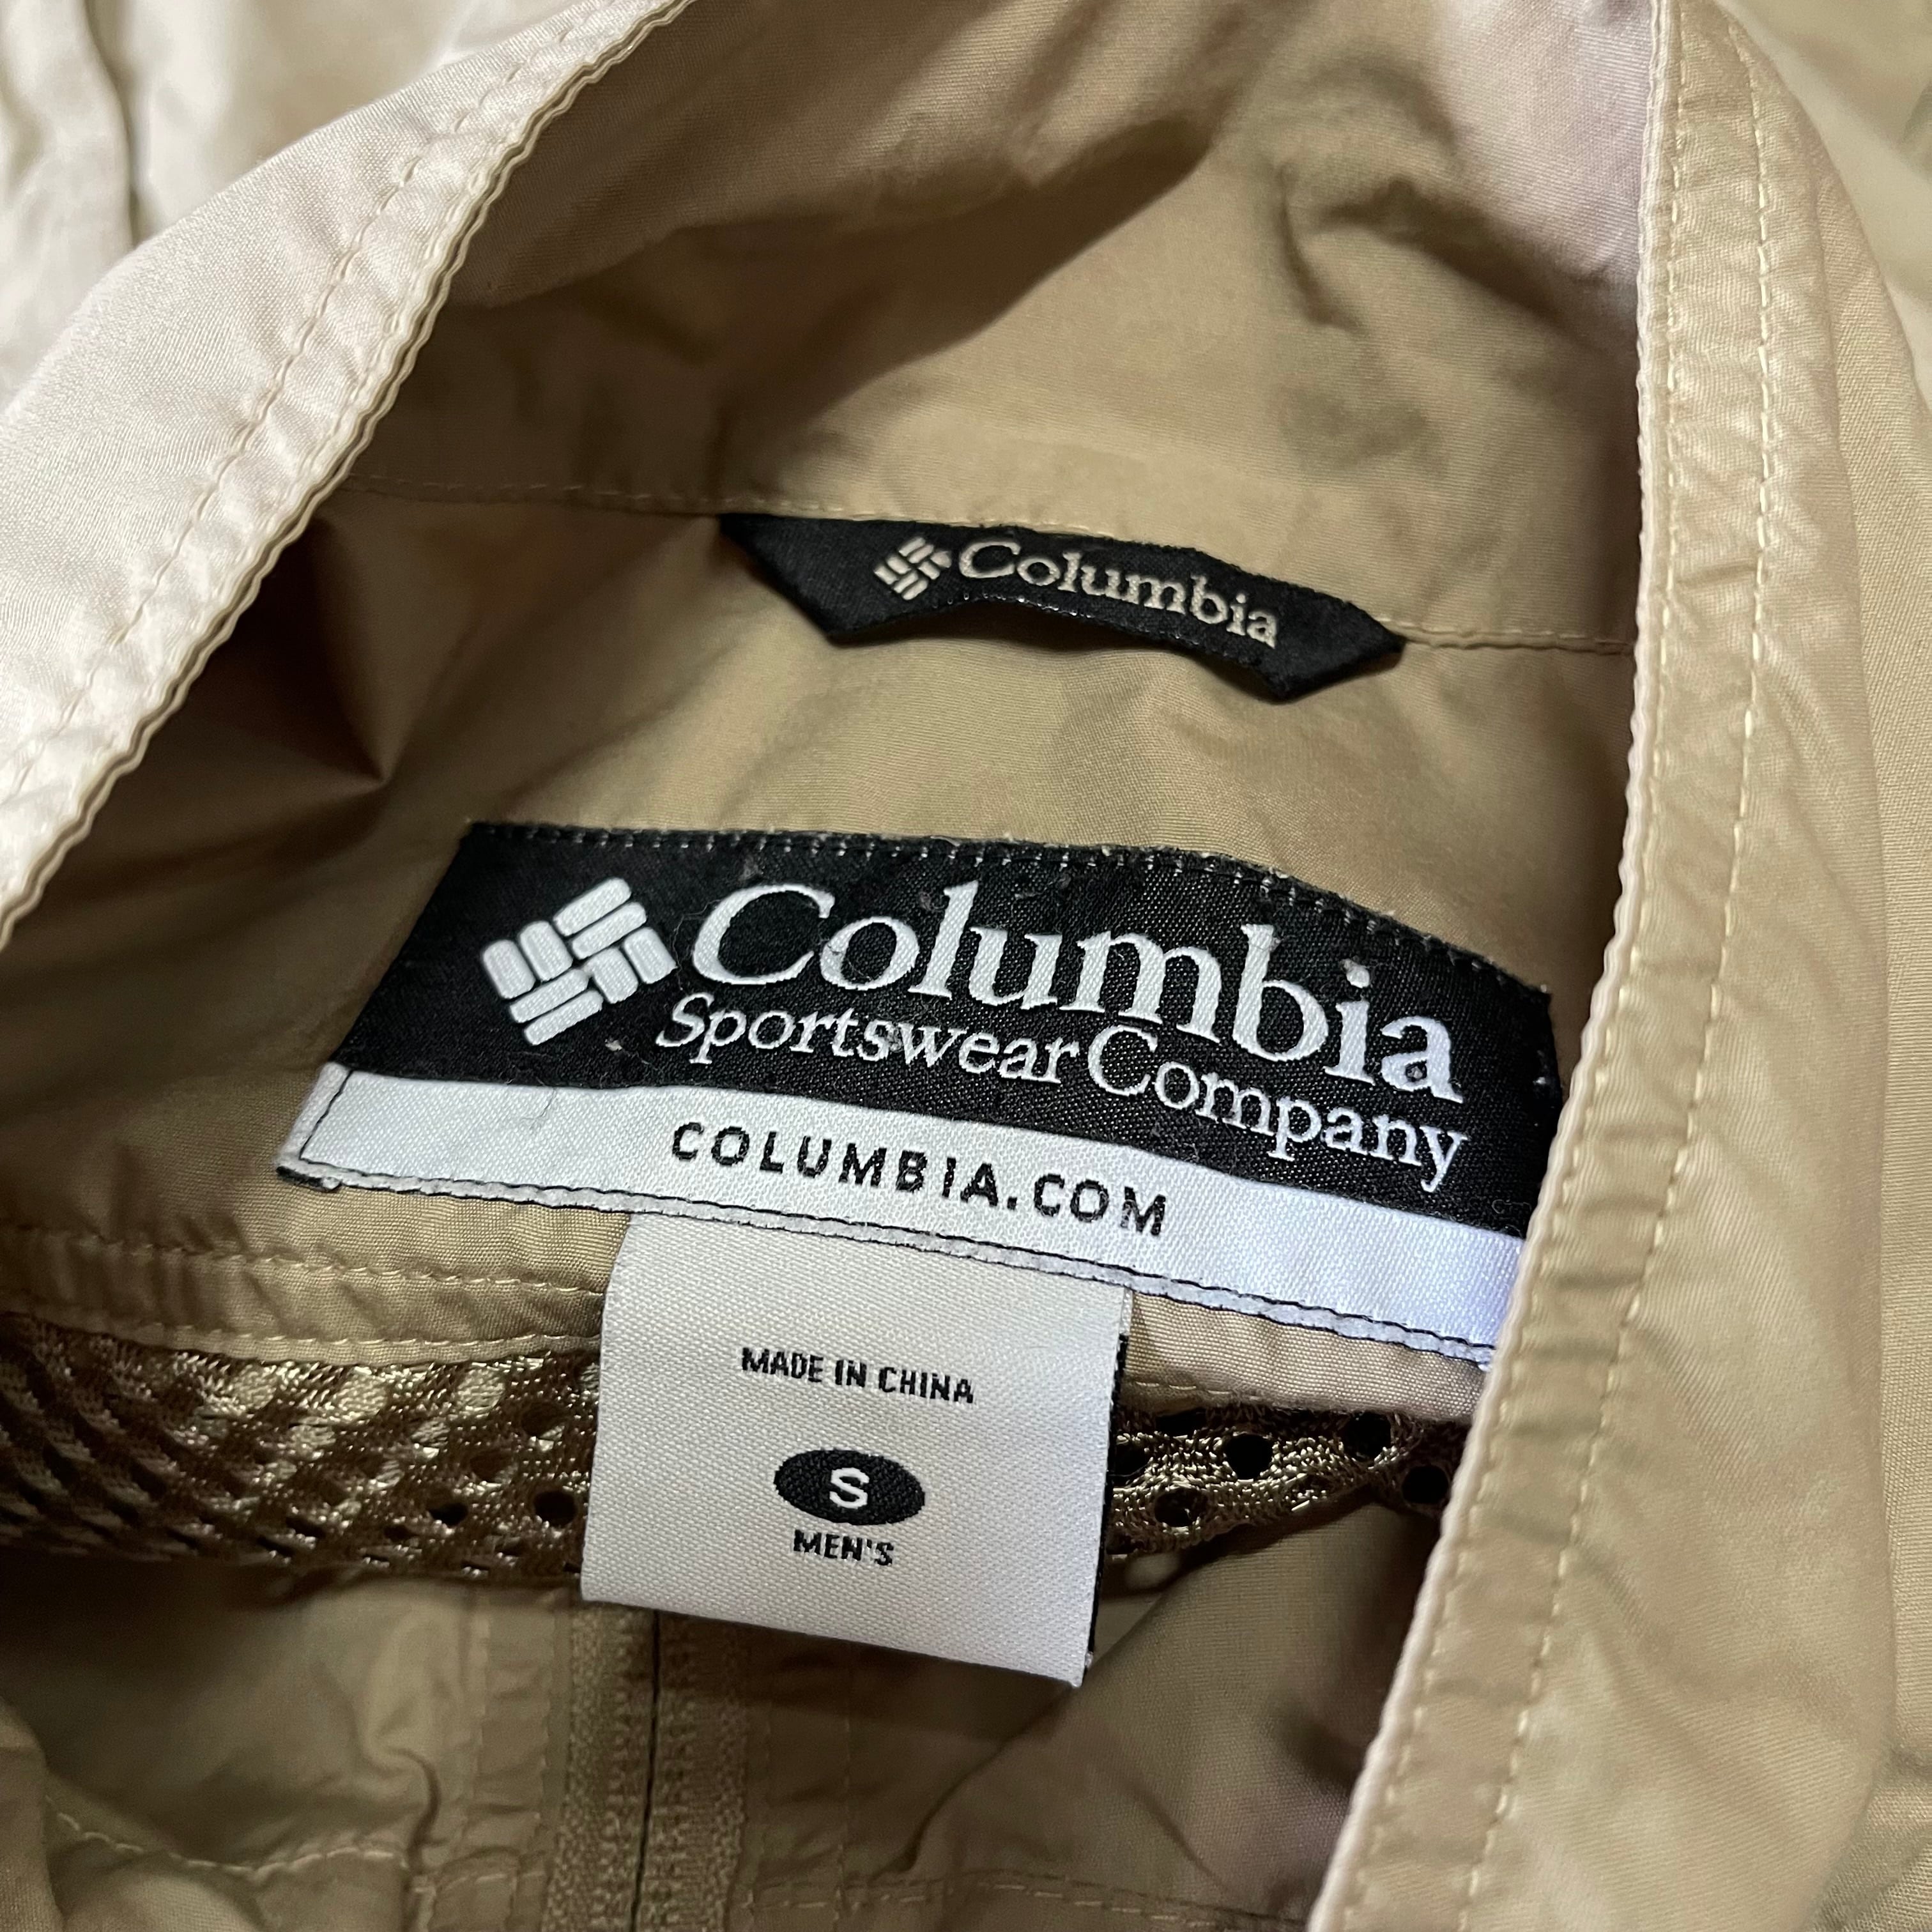 Columbia
Columbia
Sportswear Company
COLUMBIA.COM
MADE IN CHINA
S
MEN'S